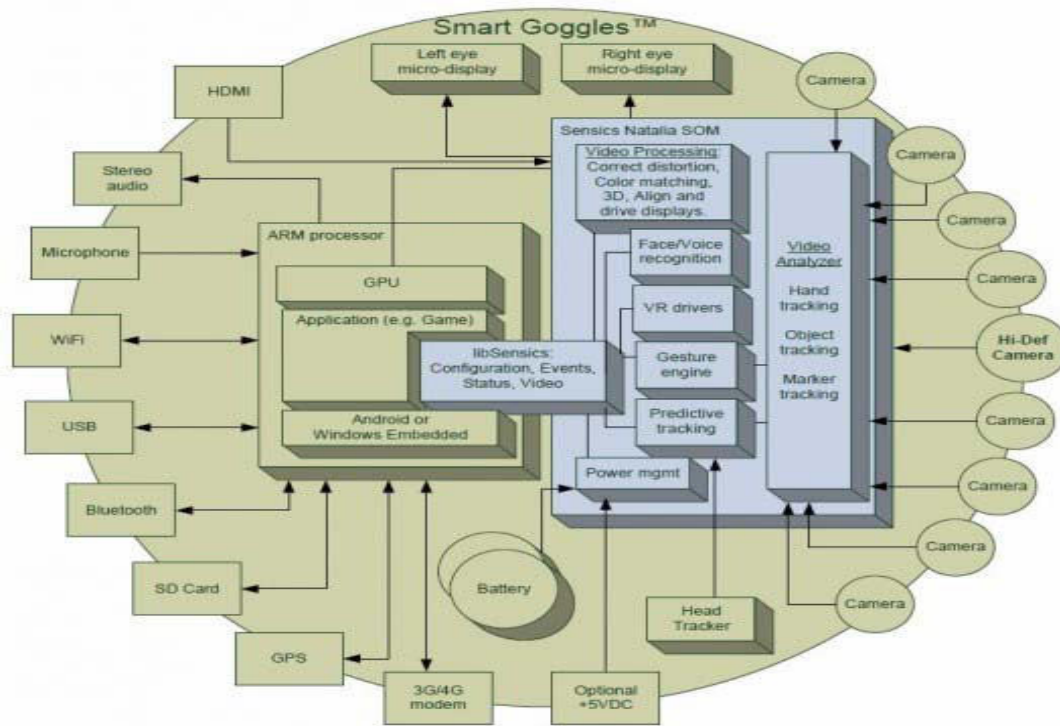 Smart Goggles™
Left eye
micro-display
Right eye
micro-display
HDMI
Camera
Sensics Natalia SOM
Video Processing:
Correct distortion,
Color matching,
3D, Align and
drive displays.
Camera
Stereo
audio
Camera
ARM processor
Microphone
Face/Voice
recognition
Video
Analyzer
Hand
tracking
Object
tracking
Marker
tracking
Camera
GPU
VR drivers
Application (e.g. Game)
WiFi
libSensics:
Configuration, Events,
Status, Video
Gesture
engine
Hi-Def
Camera
Android or
Windows Embedded
Predictive
tracking
USB
Camera
Power mgmt
Camera
Bluetooth
Camera
SD Card
Battery
Head
Tracker
Camera
GPS
3G/4G
modem
Optional
+5VDC